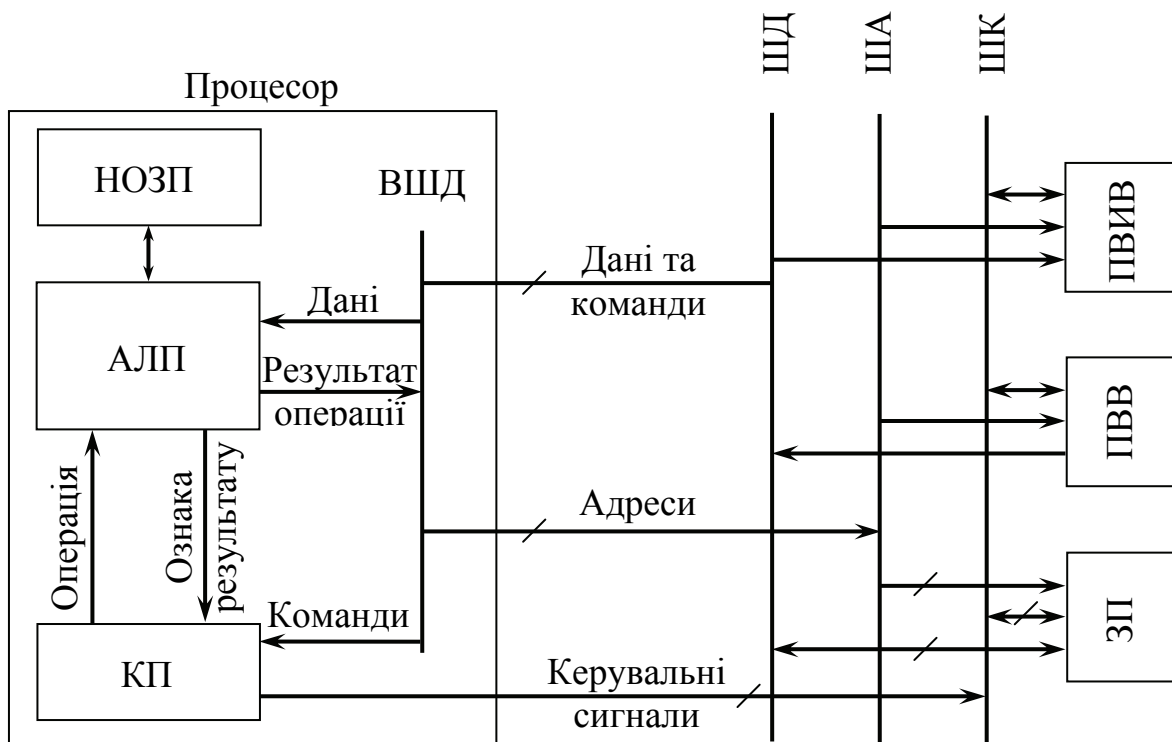 ШД
ША
ШК
Процесор
НОЗП
ВШД
ПВИВ
Дані та
команди
Дані
АЛП
Результат
операції
ПВВ
Операція
Ознака
результату
Адреси
Команди
ЗП
КП
Керувальні
сигнали